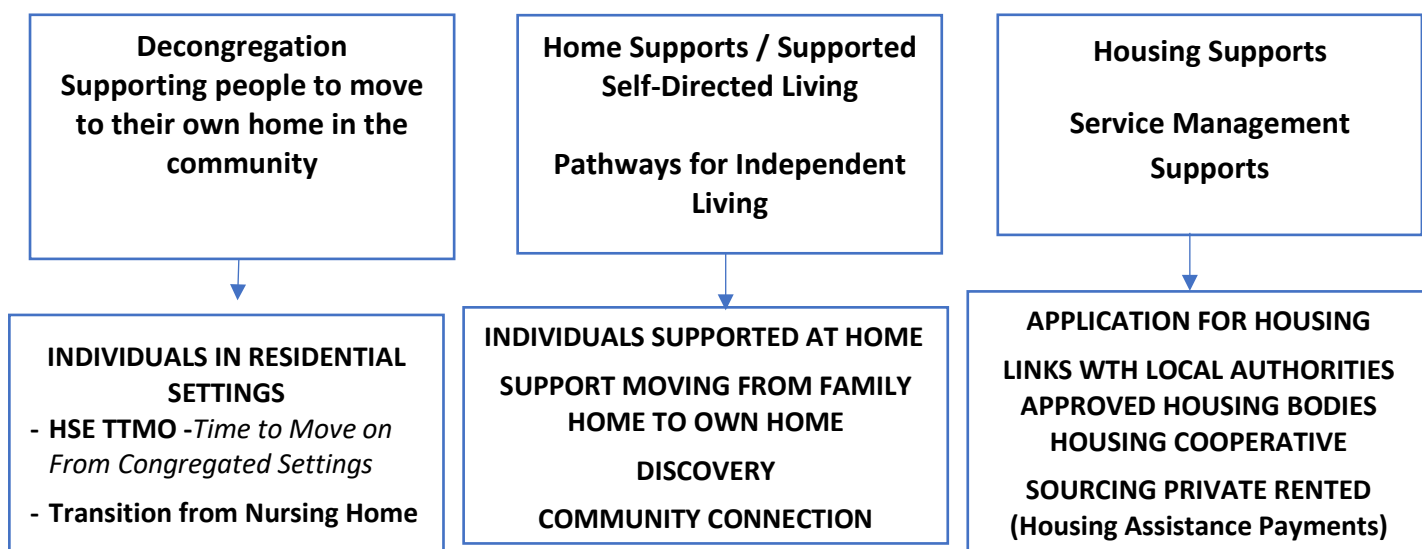 Decongregation
Supporting people to move
to their own home in the
community
Home Supports / Supported
Self-Directed Living
Pathways for Independent
Living
Housing Supports
Service Management
Supports
INDIVIDUALS IN RESIDENTIAL
SETTINGS
- HSE TTMO -Time to Move on
From Congregated Settings
- Transition from Nursing Home
INDIVIDUALS SUPPORTED AT HOME
SUPPORT MOVING FROM FAMILY
HOME TO OWN HOME
DISCOVERY
COMMUNITY CONNECTION
APPLICATION FOR HOUSING
LINKS WTH LOCAL AUTHORITIES
APPROVED HOUSING BODIES
HOUSING COOPERATIVE
SOURCING PRIVATE RENTED
(Housing Assistance Payments)